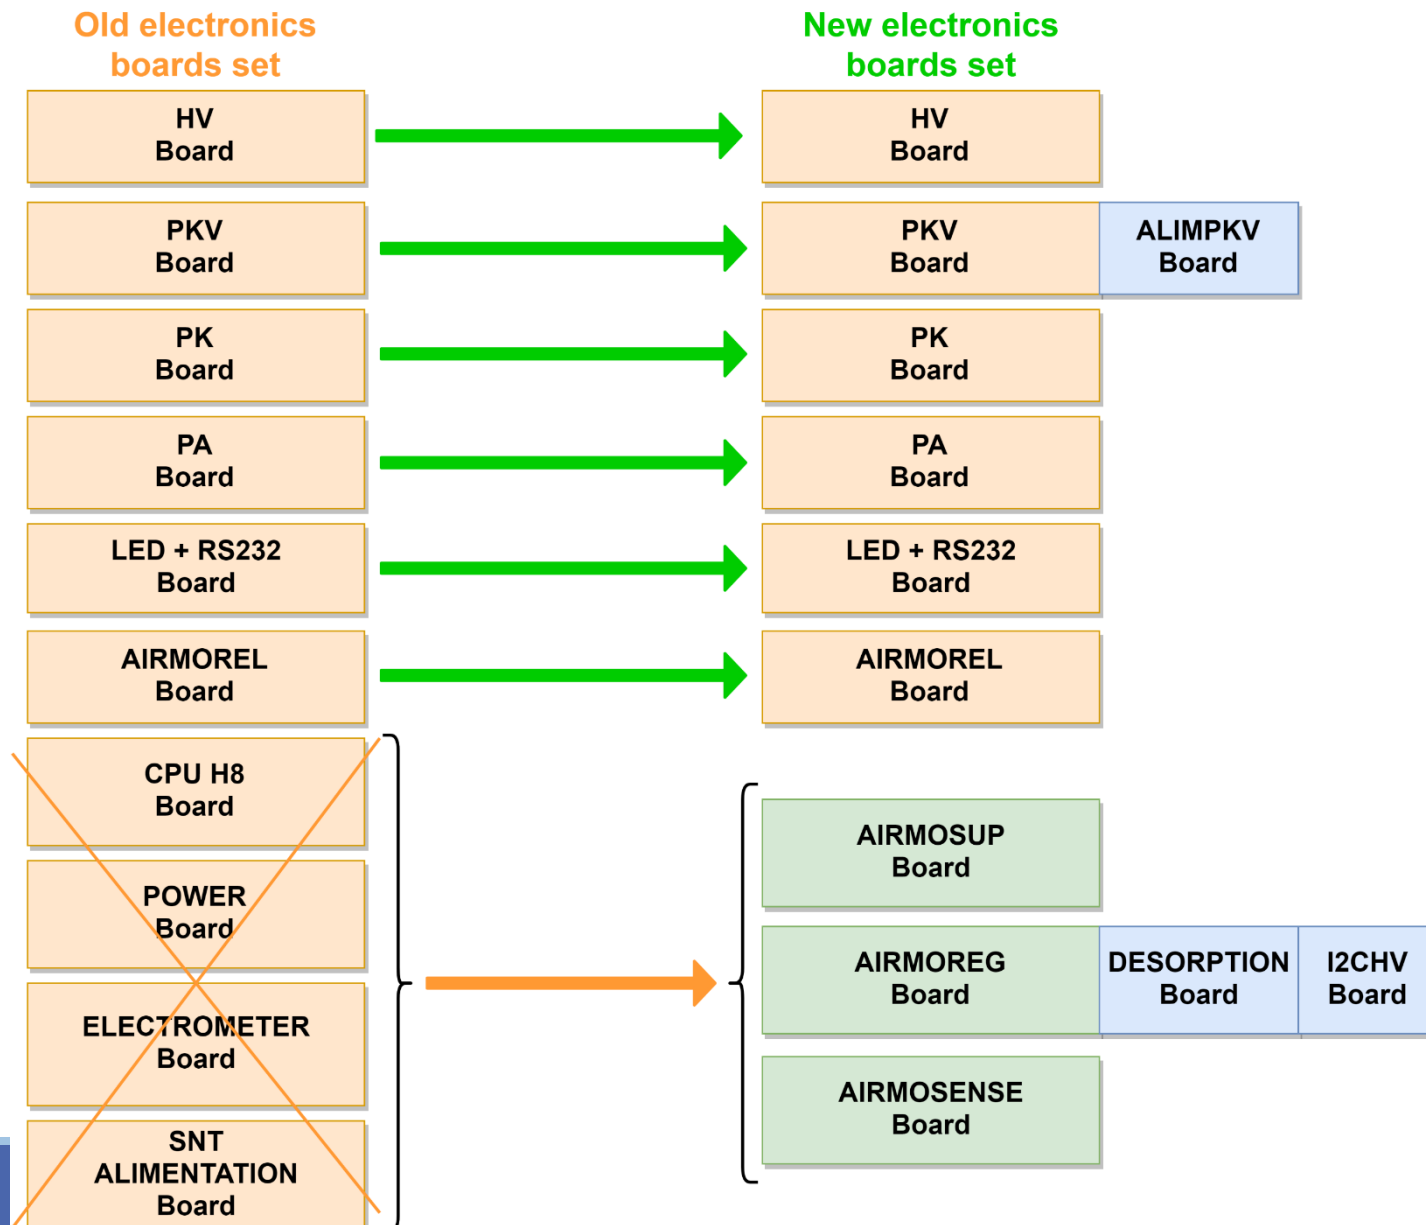 Old electronics
boards set
New electronics
boards set
HV
Board
HV
Board
PKV
Board
PKV
Board
ALIMPKV
Board
PK
Board
PK
Board
PA
Board
PA
Board
LED + RS232
Board
LED + RS232
Board
AIRMOREL
Board
AIRMOREL
Board
CPU H8
Board
POWER
Board
ELECTROMETER
Board
SNT
ALIMENTATION
Board
AIRMOSUP
Board
AIRMOREG
Board
DESORPTION
Board
I2CHV
Board
AIRMOSENSE
Board